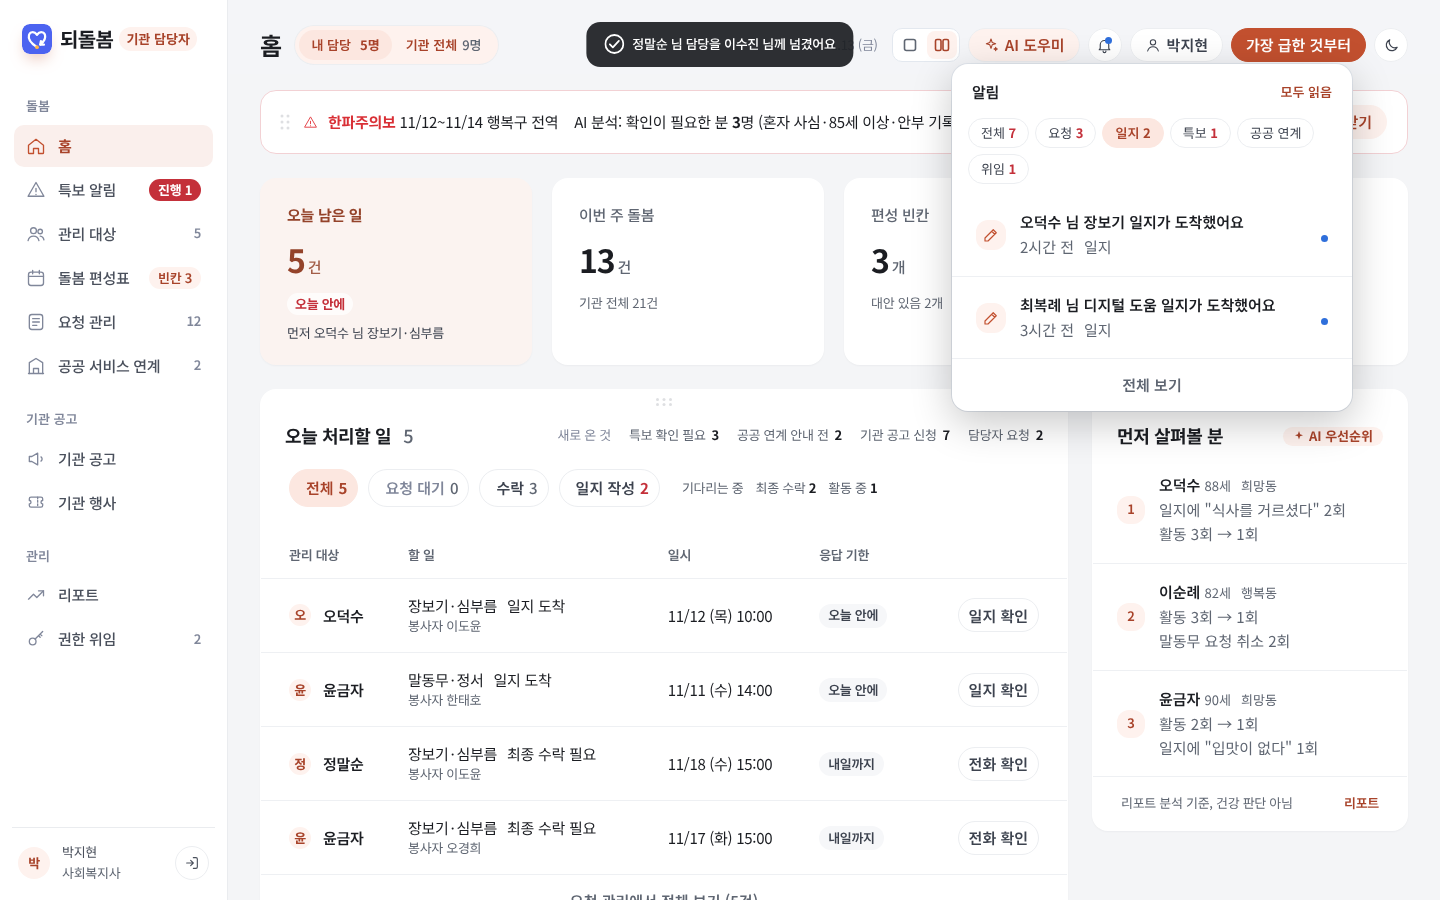 되돌봄 기관 담당자
돌봄
홈
특보 알림 진행 1
관리 대상 5
돌봄 편성표 빈칸 3
요청 관리 12
공공 서비스 연계 2
기관 공고
기관 공고
기관 행사
관리
리포트
권한 위임 2
박 박지현
사회복지사
홈 내 담당 5명 기관 전체 9명
정말순 님 담당을 이수진 님께 넘겼어요
(금)
AI 도우미 박지현 가장 급한 것부터
한파주의보 11/12~11/14 행복구 전역 AI 분석: 확인이 필요한 분 3명 (혼자 사심·85세 이상·안부 기록
알림 모두 읽음
전체 7 요청 3 일지 2 특보 1 공공 연계
위임 1
오덕수 님 장보기 일지가 도착했어요
2시간 전 일지
최복례 님 디지털 도움 일지가 도착했어요
3시간 전 일지
전체 보기
오늘 남은 일
5 건
오늘 안에
먼저 오덕수 님 장보기·심부름
이번 주 돌봄
13 건
기관 전체 21건
편성 빈칸
3 개
대안 있음 2개
오늘 처리할 일 5
새로 온 것 특보 확인 필요 3 공공 연계 안내 전 2 기관 공고 신청 7 담당자 요청 2
전체 5 요청 대기 0 수락 3 일지 작성 2 기다리는 중 최종 수락 2 활동 중 1
관리 대상 할 일 일시 응답 기한
오 오덕수 장보기·심부름 일지 도착 11/12 (목) 10:00 오늘 안에 일지 확인
봉사자 이도윤
윤 윤금자 말동무·정서 일지 도착 11/11 (수) 14:00 오늘 안에 일지 확인
봉사자 한태호
정 정말순 장보기·심부름 최종 수락 필요 11/18 (수) 15:00 내일까지 전화 확인
봉사자 이도윤
윤 윤금자 장보기·심부름 최종 수락 필요 11/17 (화) 15:00 내일까지 전화 확인
봉사자 오경희
요청 관리에서 전체 보기 (5건)
먼저 살펴볼 분 AI 우선순위
1 오덕수 88세 희망동
일지에 "식사를 거르셨다" 2회
활동 3회 → 1회
2 이순례 82세 행복동
활동 3회 → 1회
말동무 요청 취소 2회
3 윤금자 90세 희망동
활동 2회 → 1회
일지에 "입맛이 없다" 1회
리포트 분석 기준, 건강 판단 아님 리포트